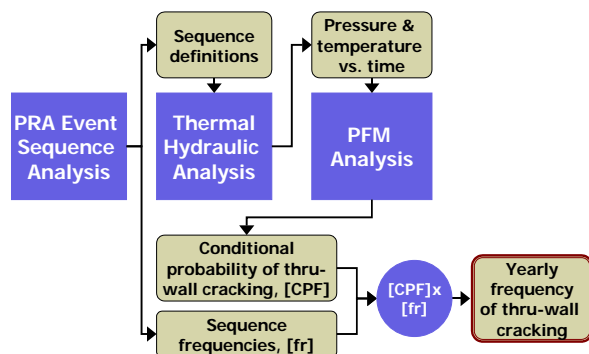 Sequence
definitions
Pressure &
temperature
vs. time
PRA Event
Sequence
Analysis
Thermal
Hydraulic
Analysis
PFM
Analysis
Conditional
probability of thru-
wall cracking, [CPF]
Sequence
frequencies, [fr]
[CPF]x
[fr]
Yearly
frequency
of thru-wall
cracking